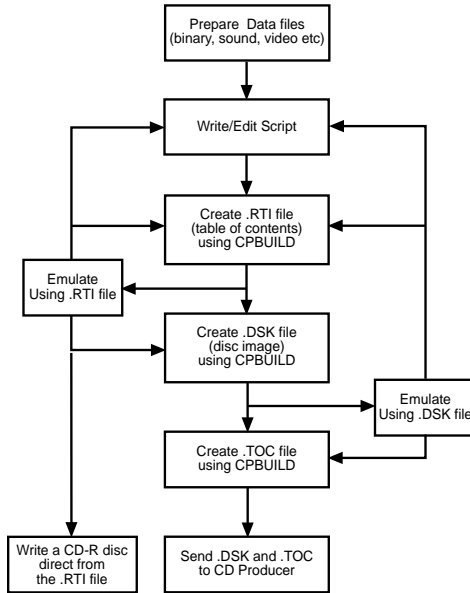 Prepare Data files
(binary, sound, video etc)
Write/Edit Script
Create .RTI file
(table of contents)
using CPBUILD
Emulate
Using .RTI file
Create .DSK file
(disc image)
using CPBUILD
Emulate
Using .DSK file
Create .TOC file
using CPBUILD
Write a CD-R disc
direct from
the .RTI file
Send .DSK and .TOC
to CD Producer